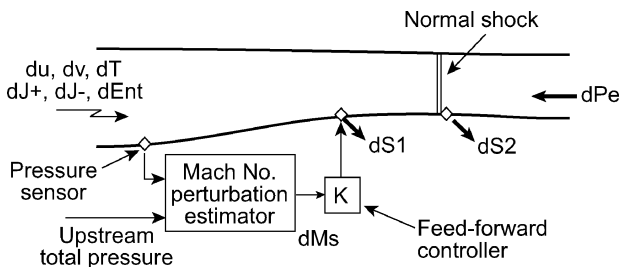 Normal shock
du, dv, dT
dJ+, dJ-, dEnt
dPe
dS1
dS2
Pressure
sensor
Mach No.
perturbation
estimator
K
Upstream
total pressure
dMs
Feed-forward
controller